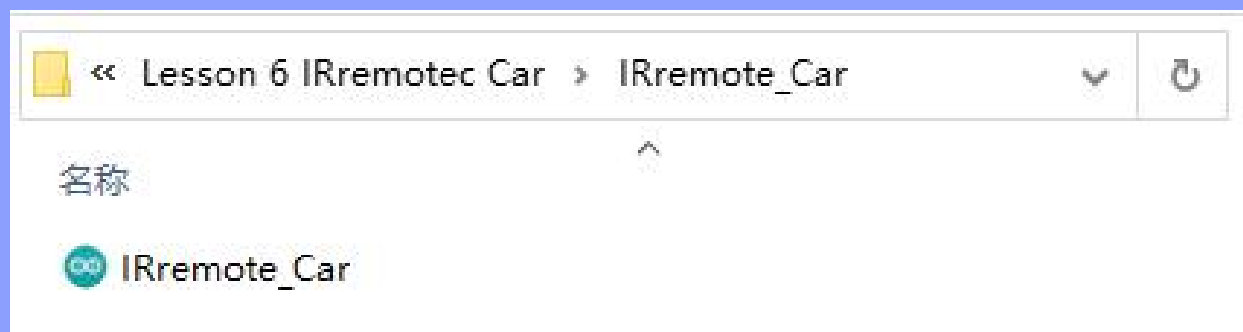 « Lesson 6 IRremotec Car > IRremote_Car
名称
IRremote_Car